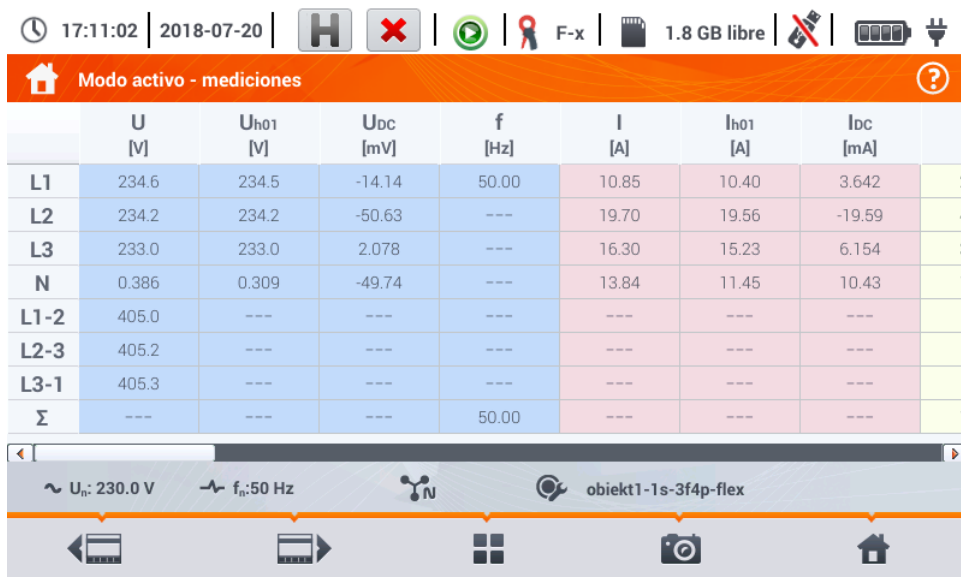 17:11:02 2018-07-20 H F-x 1.8 GB libre
Modo activo - mediciones ?
U Uh01 UDC f I Ih01 IDC
[V] [V] [mV] [Hz] [A] [A] [mA]
L1 234.6 234.5 -14.14 50.00 10.85 10.40 3.642
L2 234.2 234.2 -50.63 --- 19.70 19.56 -19.59
L3 233.0 233.0 2.078 --- 16.30 15.23 6.154
N 0.386 0.309 -49.74 --- 13.84 11.45 10.43
L1-2 405.0 --- --- --- --- --- ---
L2-3 405.2 --- --- --- --- --- ---
L3-1 405.3 --- --- --- --- --- ---
Σ --- --- --- 50.00 --- --- ---
Un: 230.0 V fn:50 Hz N obiekt1-1s-3f4p-flex